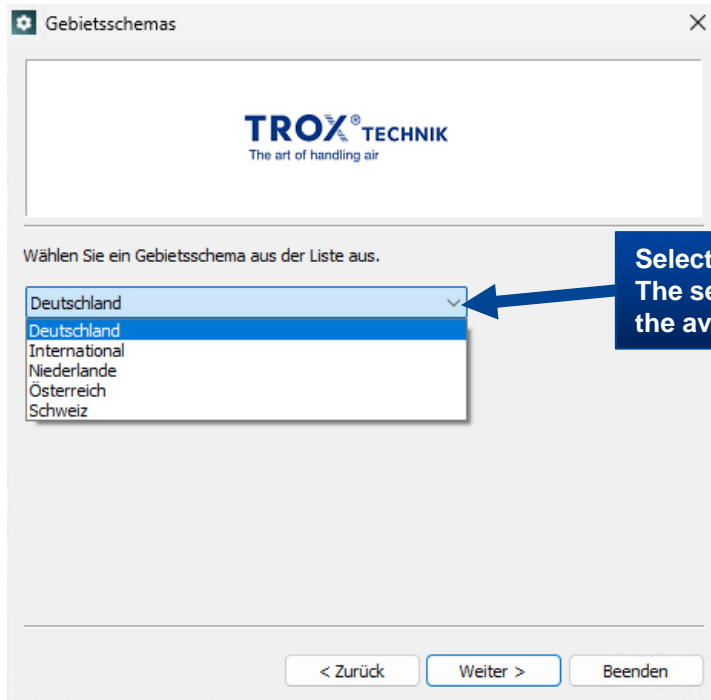 Gebietsschemas
TROX® TECHNIK
The art of handling air
Wählen Sie ein Gebietsschema aus der Liste aus.
Deutschland
Deutschland
International
Niederlande
Österreich
Schweiz
Select
The se
the av
< Zurück Weiter > Beenden